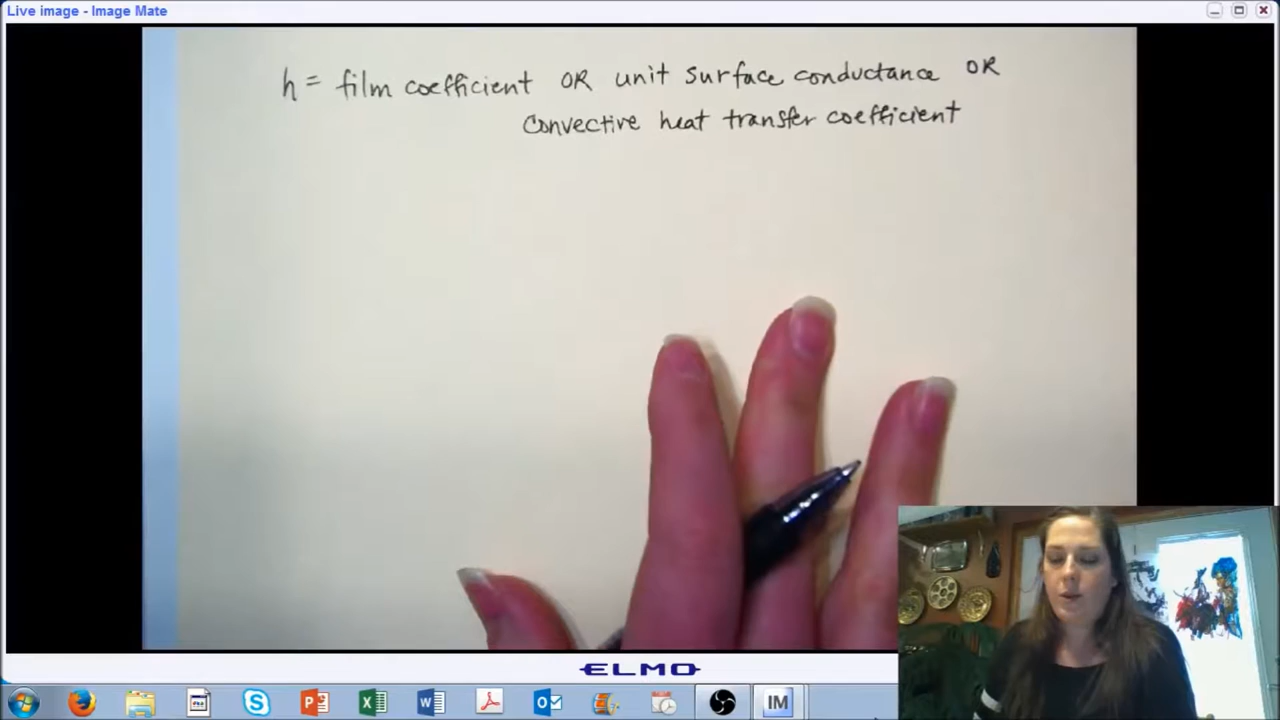 Live image - Image Mate
h = film coefficient OR unit surface conductance OR
convective heat transfer coefficient
ELMO
IM